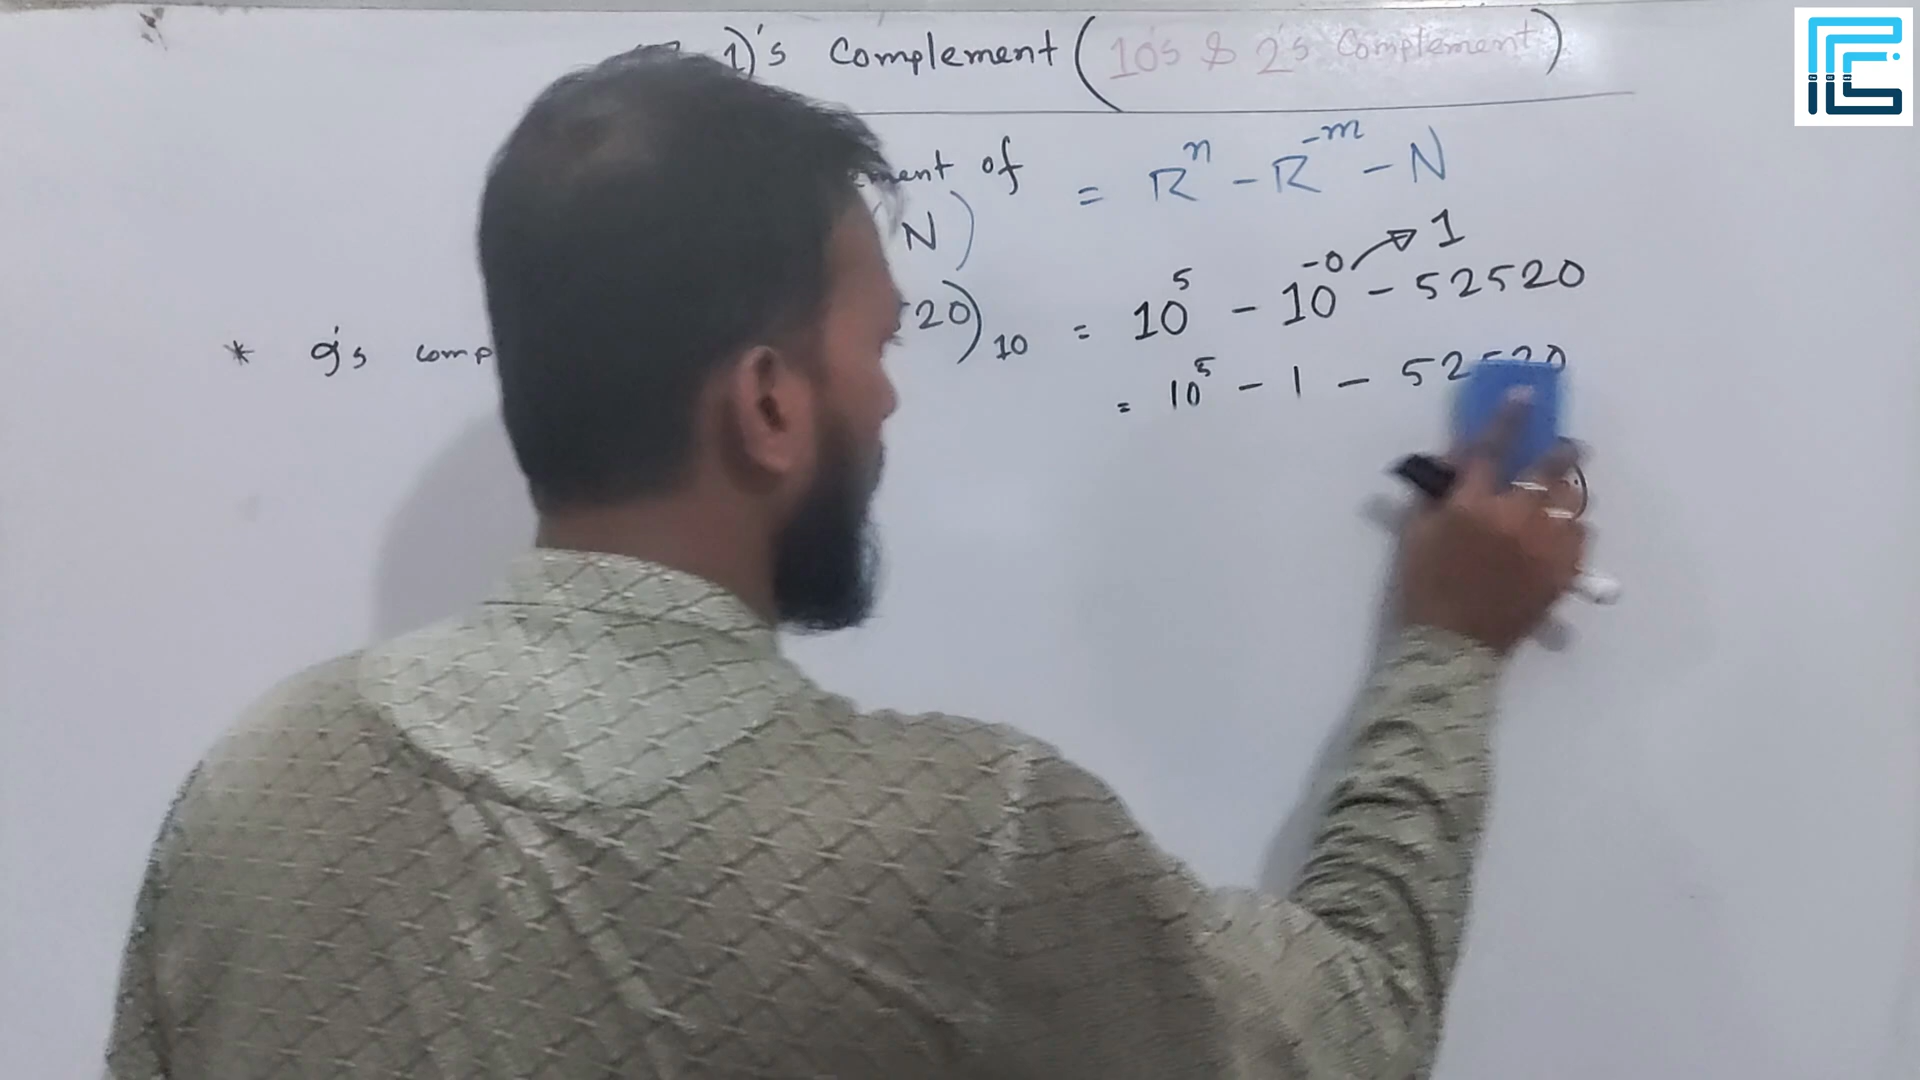 1)'s Complement (10's & 2's Complement)
of (N) = R^n - R^-m - N
* 9's comp 20)10 = 10^5 - 10^-0 - 52520 → 1
= 10^5 - 1 - 52520